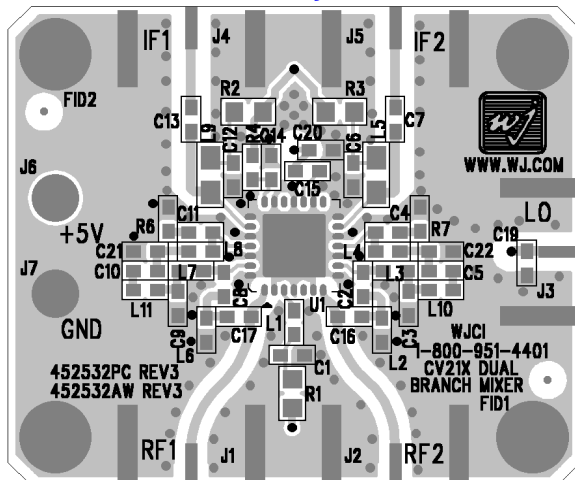 IF1
J4
J5
IF2
FID2
R2
R3
C13
L9
C12
R4
C14
C20
C6
L5
C7
C15
WWW.WJ.COM
J6
+5V
R6
C11
C4
R7
LO
C19
C21
L8
L4
C22
J7
C10
L7
L3
C5
J3
L11
C8
C2
L10
GND
C9
L6
C17
L1
U1
C16
C3
L2
WJCI
1-800-951-4401
CV21X DUAL
BRANCH MIXER
FID1
C1
452532PC REV3
452532AW REV3
R1
RF1
J1
J2
RF2